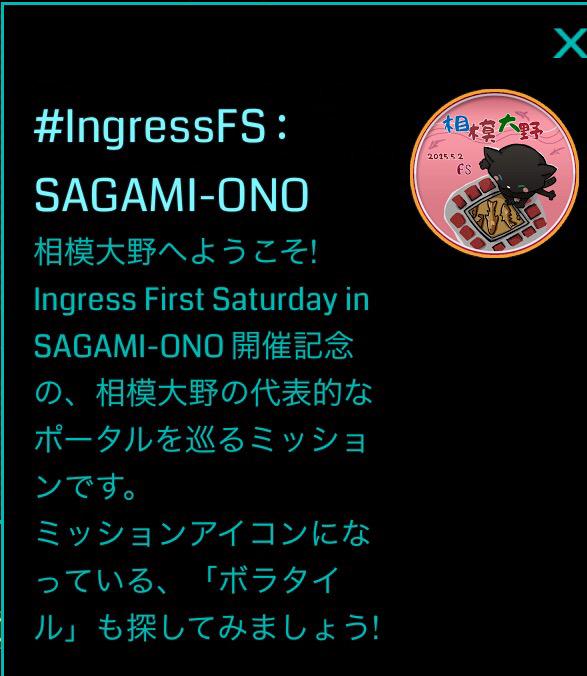 #IngressFS :
SAGAMI-ONO
相模大野へようこそ!
Ingress First Saturday in
SAGAMI-ONO 開催記念
の、相模大野の代表的な
ポータルを巡るミッショ
ンです。
ミッションアイコンにな
っている、「ボラタイ
ル」も探してみましょう!
X
相模大野
2025.5.2
FS